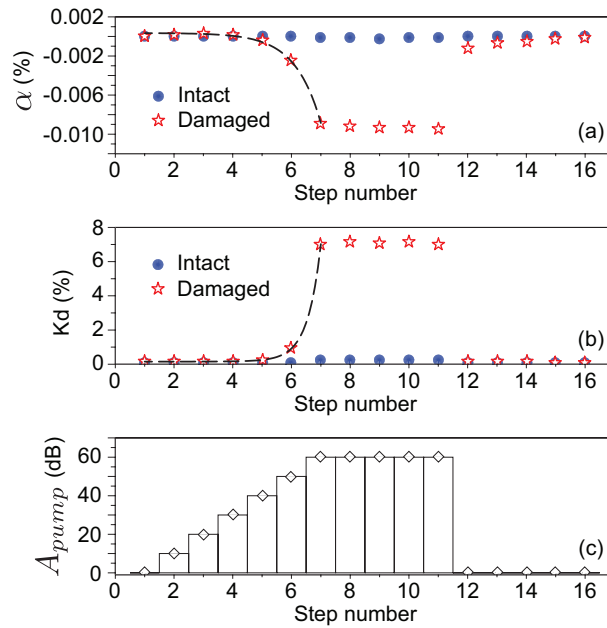 0.002
-0.002
-0.006
-0.010
α (%)
Intact
Damaged
(a)
0 2 4 6 8 10 12 14 16
Step number
8
6
4
2
0
Kd (%)
Intact
Damaged
(b)
0 2 4 6 8 10 12 14 16
Step number
60
40
20
0
Apump (dB)
(c)
0 2 4 6 8 10 12 14 16
Step number